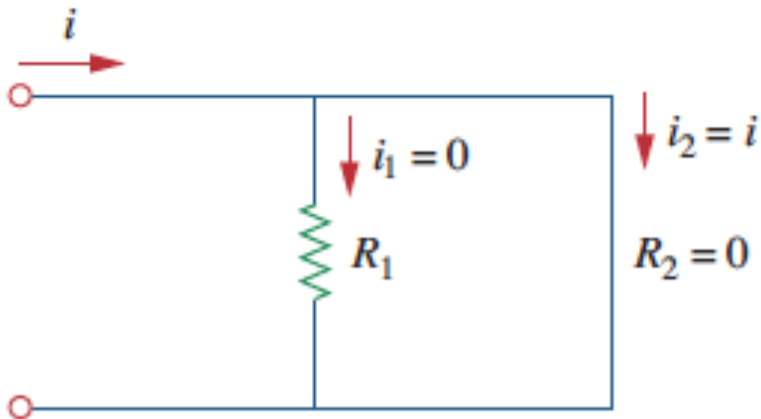 i
i₁ = 0
i₂ = i
R₁
R₂ = 0